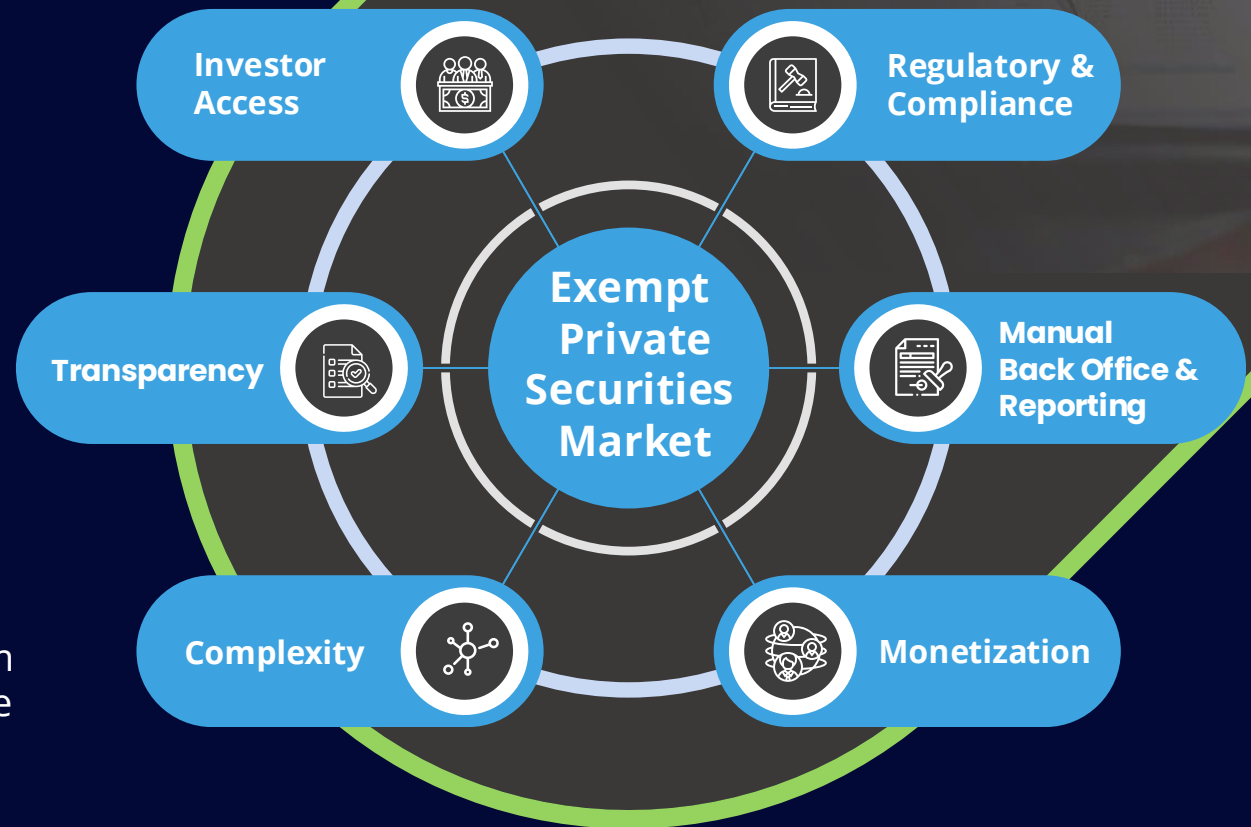 Investor
Access
Regulatory &
Compliance
Exempt
Private
Securities
Market
Transparency
Manual
Back Office &
Reporting
Complexity
Monetization